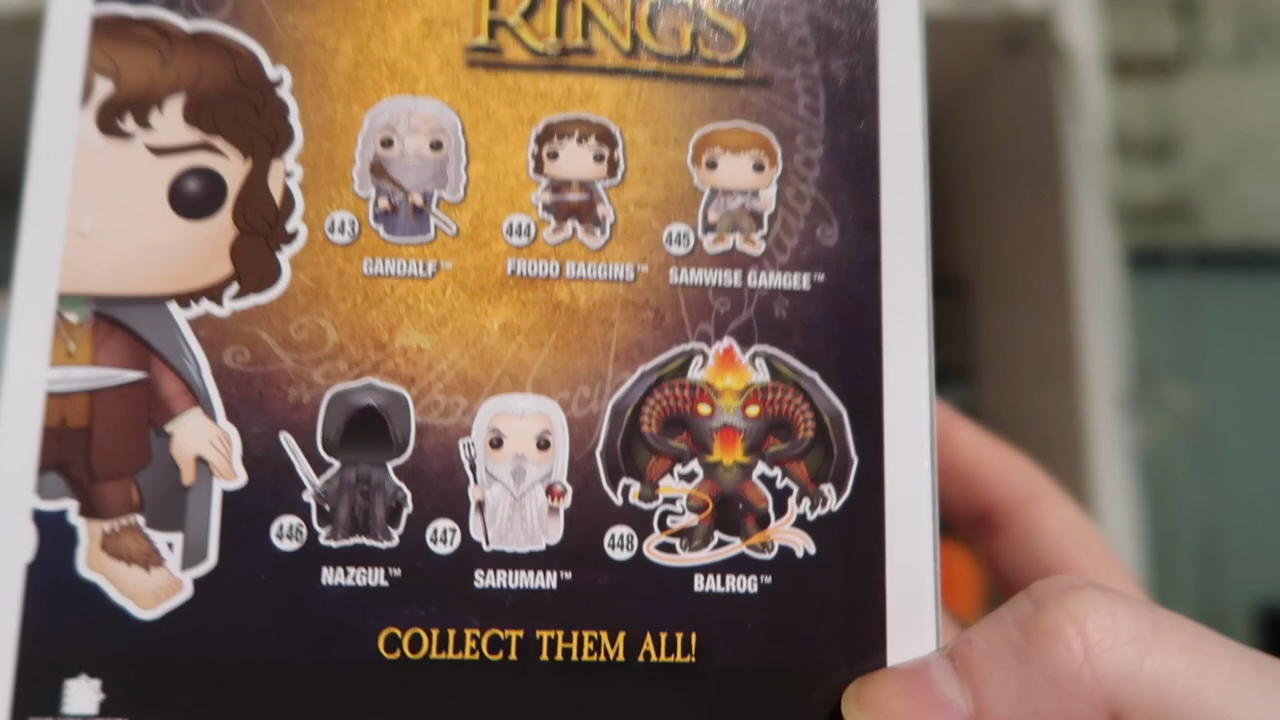 RINGS
443 444 445
GANDALF™ FRODO BAGGINS™ SAMWISE GAMGEE™
446 447 448
NAZGUL™ SARUMAN™ BALROG™
COLLECT THEM ALL!